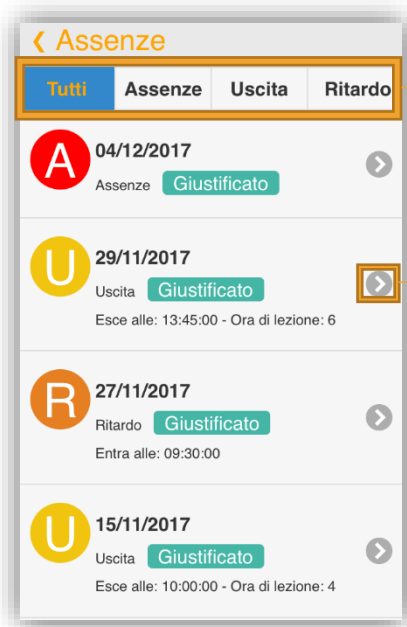 Assenze
Tutti Assenze Uscita Ritardo
A
04/12/2017
Assenze Giustificato
U
29/11/2017
Uscita Giustificato
Esce alle: 13:45:00 - Ora di lezione: 6
R
27/11/2017
Ritardo Giustificato
Entra alle: 09:30:00
U
15/11/2017
Uscita Giustificato
Esce alle: 10:00:00 - Ora di lezione: 4